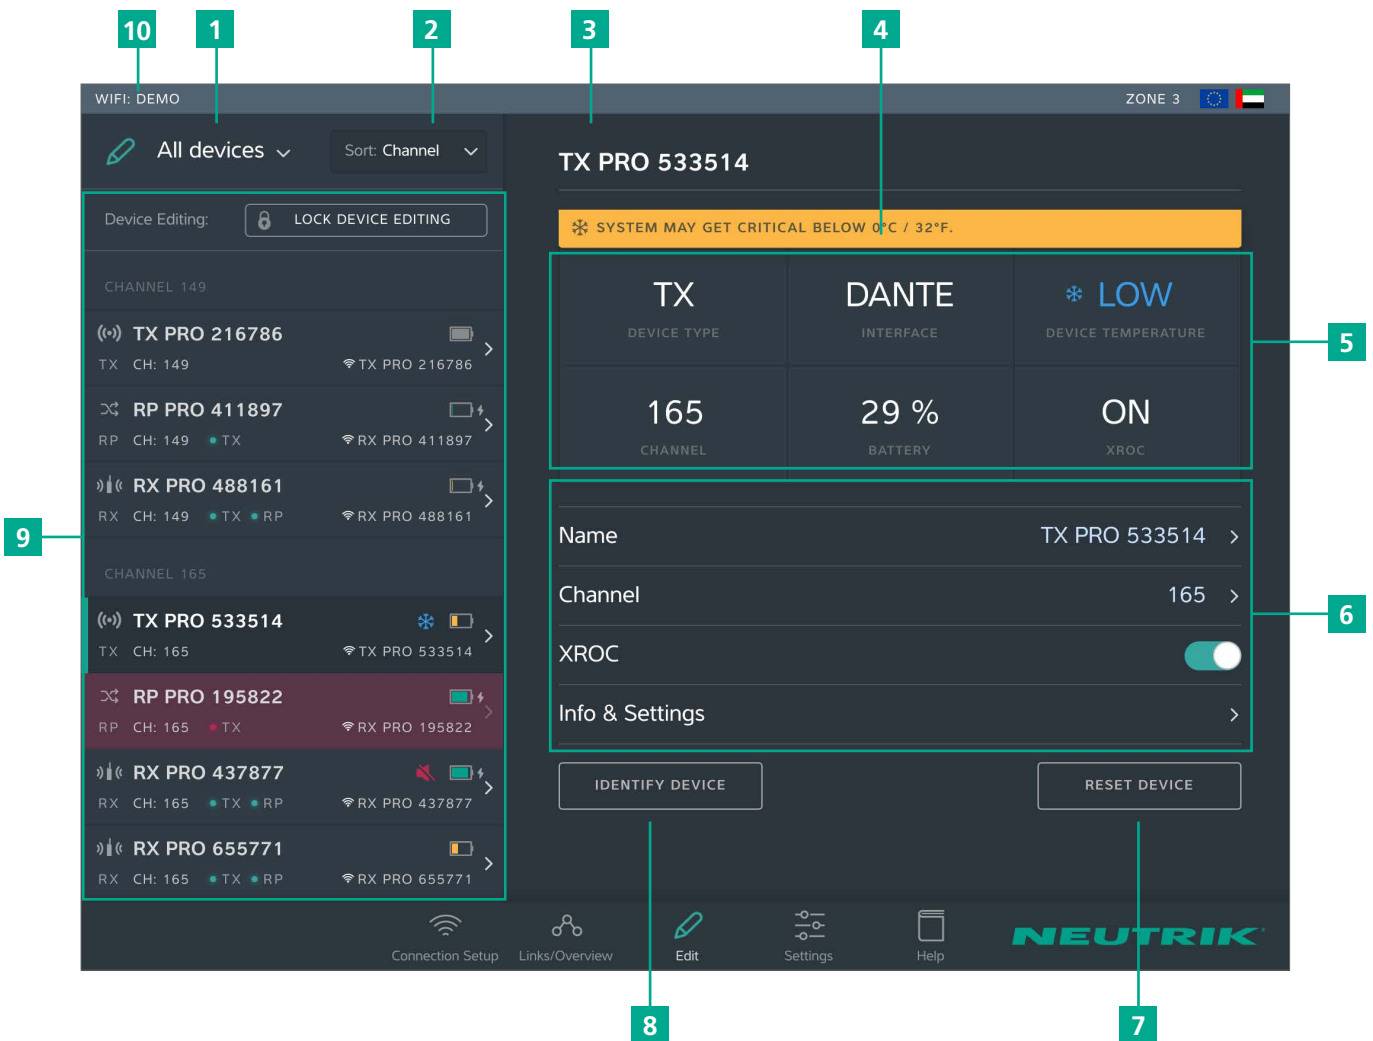 10 1 2 3 4
WIFI: DEMO ZONE 3
All devices Sort: Channel
TX PRO 533514
Device Editing: LOCK DEVICE EDITING
SYSTEM MAY GET CRITICAL BELOW 0°C / 32°F.
CHANNEL 149
TX PRO 216786
TX CH: 149 TX PRO 216786
RP PRO 411897
RP CH: 149 TX RX PRO 411897
RX PRO 488161
RX CH: 149 TX RP RX PRO 488161
CHANNEL 165
TX PRO 533514
TX CH: 165 TX PRO 533514
RP PRO 195822
RP CH: 165 TX RX PRO 195822
RX PRO 437877
RX CH: 165 TX RP RX PRO 437877
RX PRO 655771
RX CH: 165 TX RP RX PRO 655771
9
TX DANTE LOW
DEVICE TYPE INTERFACE DEVICE TEMPERATURE
165 29 % ON
CHANNEL BATTERY XROC
5
Name TX PRO 533514
Channel 165
XROC
Info & Settings
6
IDENTIFY DEVICE RESET DEVICE
Connection Setup Links/Overview Edit Settings Help
NEUTRIK
8 7